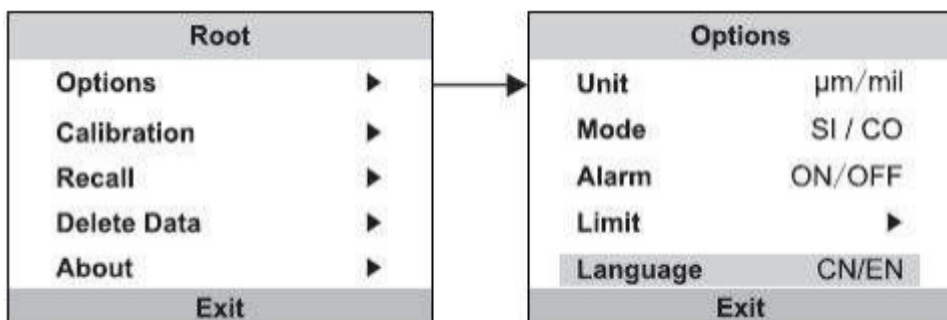 Root
Options
Calibration
Recall
Delete Data
About
Exit
Options
Unit µm/mil
Mode SI / CO
Alarm ON/OFF
Limit
Language CN/EN
Exit